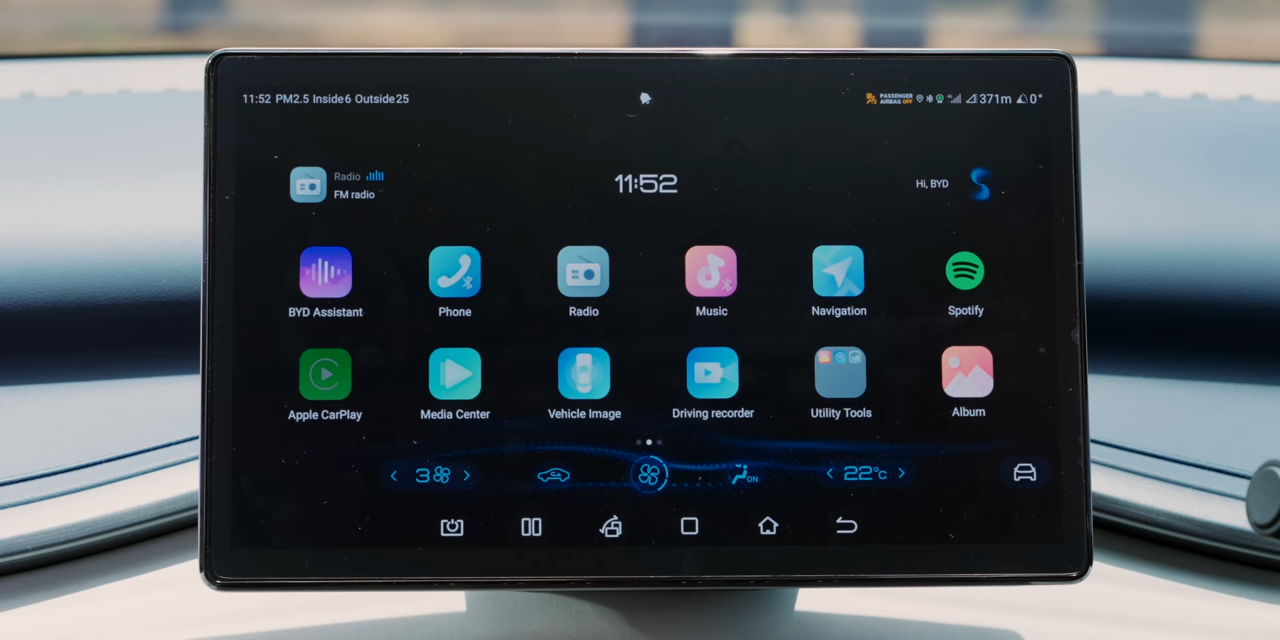 11:52 PM2.5 Inside6 Outside25
PASSENGER
AIRBAG OFF
371m
0°
Radio
FM radio
11:52
Hi, BYD
BYD Assistant
Phone
Radio
Music
Navigation
Spotify
Apple CarPlay
Media Center
Vehicle Image
Driving recorder
Utility Tools
Album
3
ON
22°C